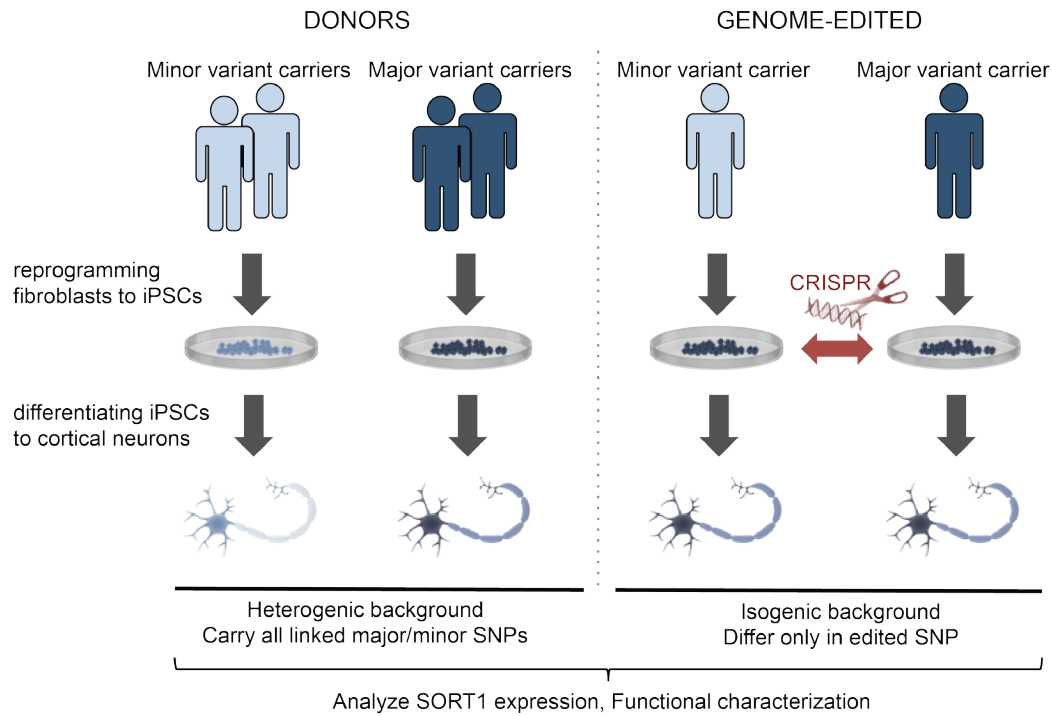 DONORS
GENOME-EDITED
Minor variant carriers
Major variant carriers
Minor variant carrier
Major variant carrier
reprogramming
fibroblasts to iPSCs
CRISPR
differentiating iPSCs
to cortical neurons
Heterogenic background
Carry all linked major/minor SNPs
Isogenic background
Differ only in edited SNP
Analyze SORT1 expression, Functional characterization